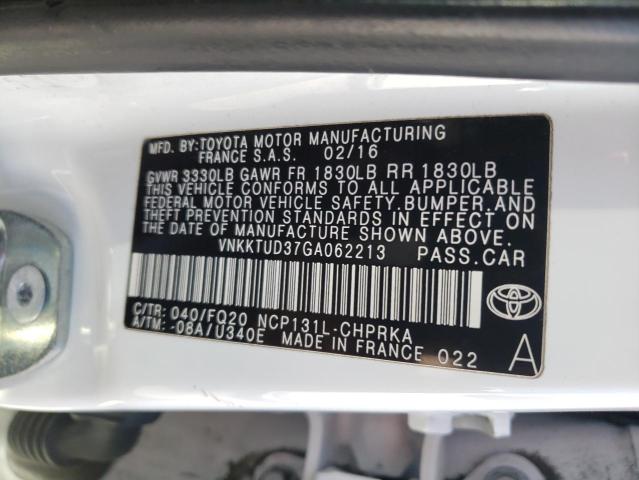 MFD. BY: TOYOTA MOTOR MANUFACTURING
FRANCE S.A.S. 02/16
GVWR 3330LB GAWR FR 1830LB RR 1830LB
THIS VEHICLE CONFORMS TO ALL APPLICABLE
FEDERAL MOTOR VEHICLE SAFETY, BUMPER, AND
THEFT PREVENTION STANDARDS IN EFFECT ON
THE DATE OF MANUFACTURE SHOWN ABOVE.
VNKKTUD37GA062213 PASS.CAR
C/TR: 040/FQ20 NCP131L-CHPRKA
A/TM: -08A/U340E MADE IN FRANCE 022
A